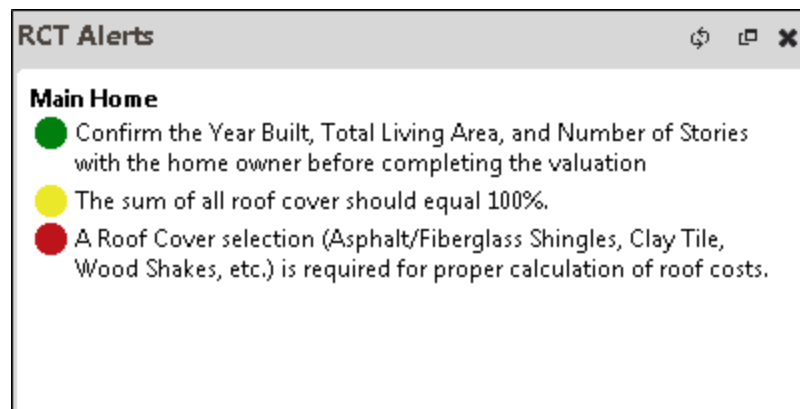 RCT Alerts
Main Home
Confirm the Year Built, Total Living Area, and Number of Stories
with the home owner before completing the valuation
The sum of all roof cover should equal 100%.
A Roof Cover selection (Asphalt/Fiberglass Shingles, Clay Tile,
Wood Shakes, etc.) is required for proper calculation of roof costs.